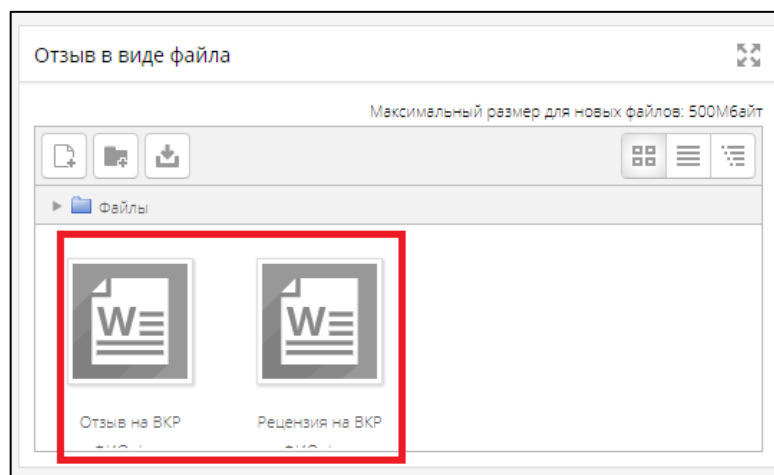 Отзыв в виде файла
Максимальный размер для новых файлов: 500Мбайт
Файлы
W W
Отзыв на ВКР Рецензия на ВКР